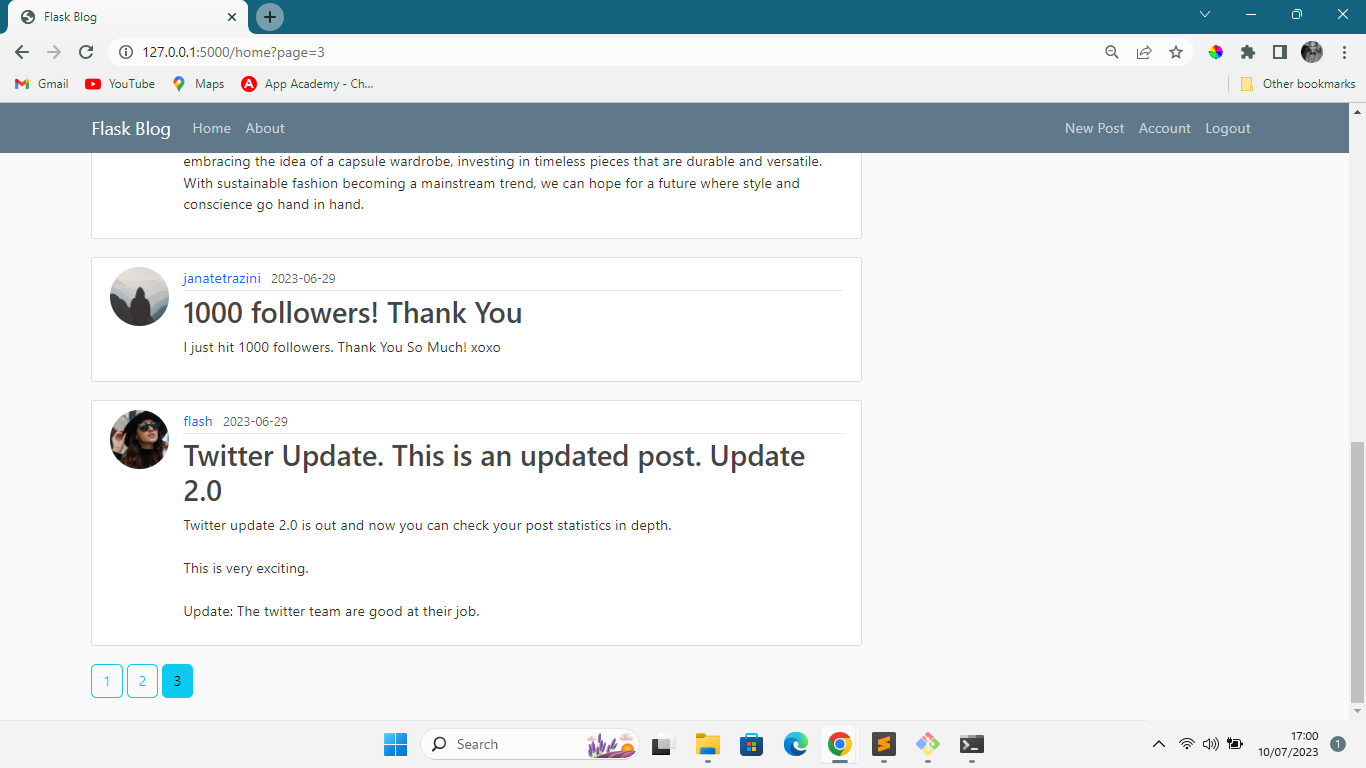 Flask Blog
127.0.0.1:5000/home?page=3
Gmail YouTube Maps App Academy - Ch... Other bookmarks
Flask Blog Home About New Post Account Logout
embracing the idea of a capsule wardrobe, investing in timeless pieces that are durable and versatile.
With sustainable fashion becoming a mainstream trend, we can hope for a future where style and
conscience go hand in hand.
janatetrazini 2023-06-29
1000 followers! Thank You
I just hit 1000 followers. Thank You So Much! xoxo
flash 2023-06-29
Twitter Update. This is an updated post. Update
2.0
Twitter update 2.0 is out and now you can check your post statistics in depth.
This is very exciting.
Update: The twitter team are good at their job.
1 2 3
Search
17:00
10/07/2023
1